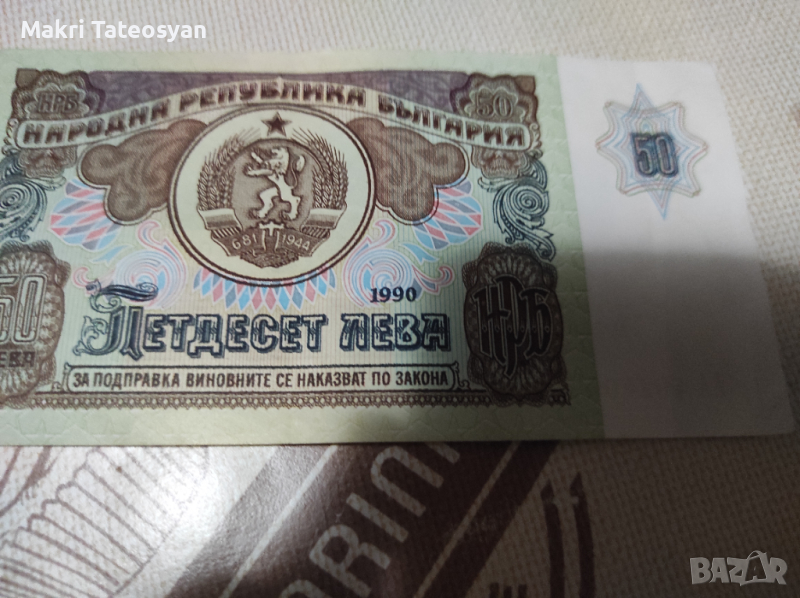 Makri Tateosyan
НРБ
НАРОДНА РЕПУБЛИКА БЪЛГАРИЯ
50
50
681 1944
1990
ПЕТДЕСЕТ ЛЕВА
НРБ
50
ЗА ПОДПРАВКА ВИНОВНИТЕ СЕ НАКАЗВАТ ПО ЗАКОНА
BAZAR